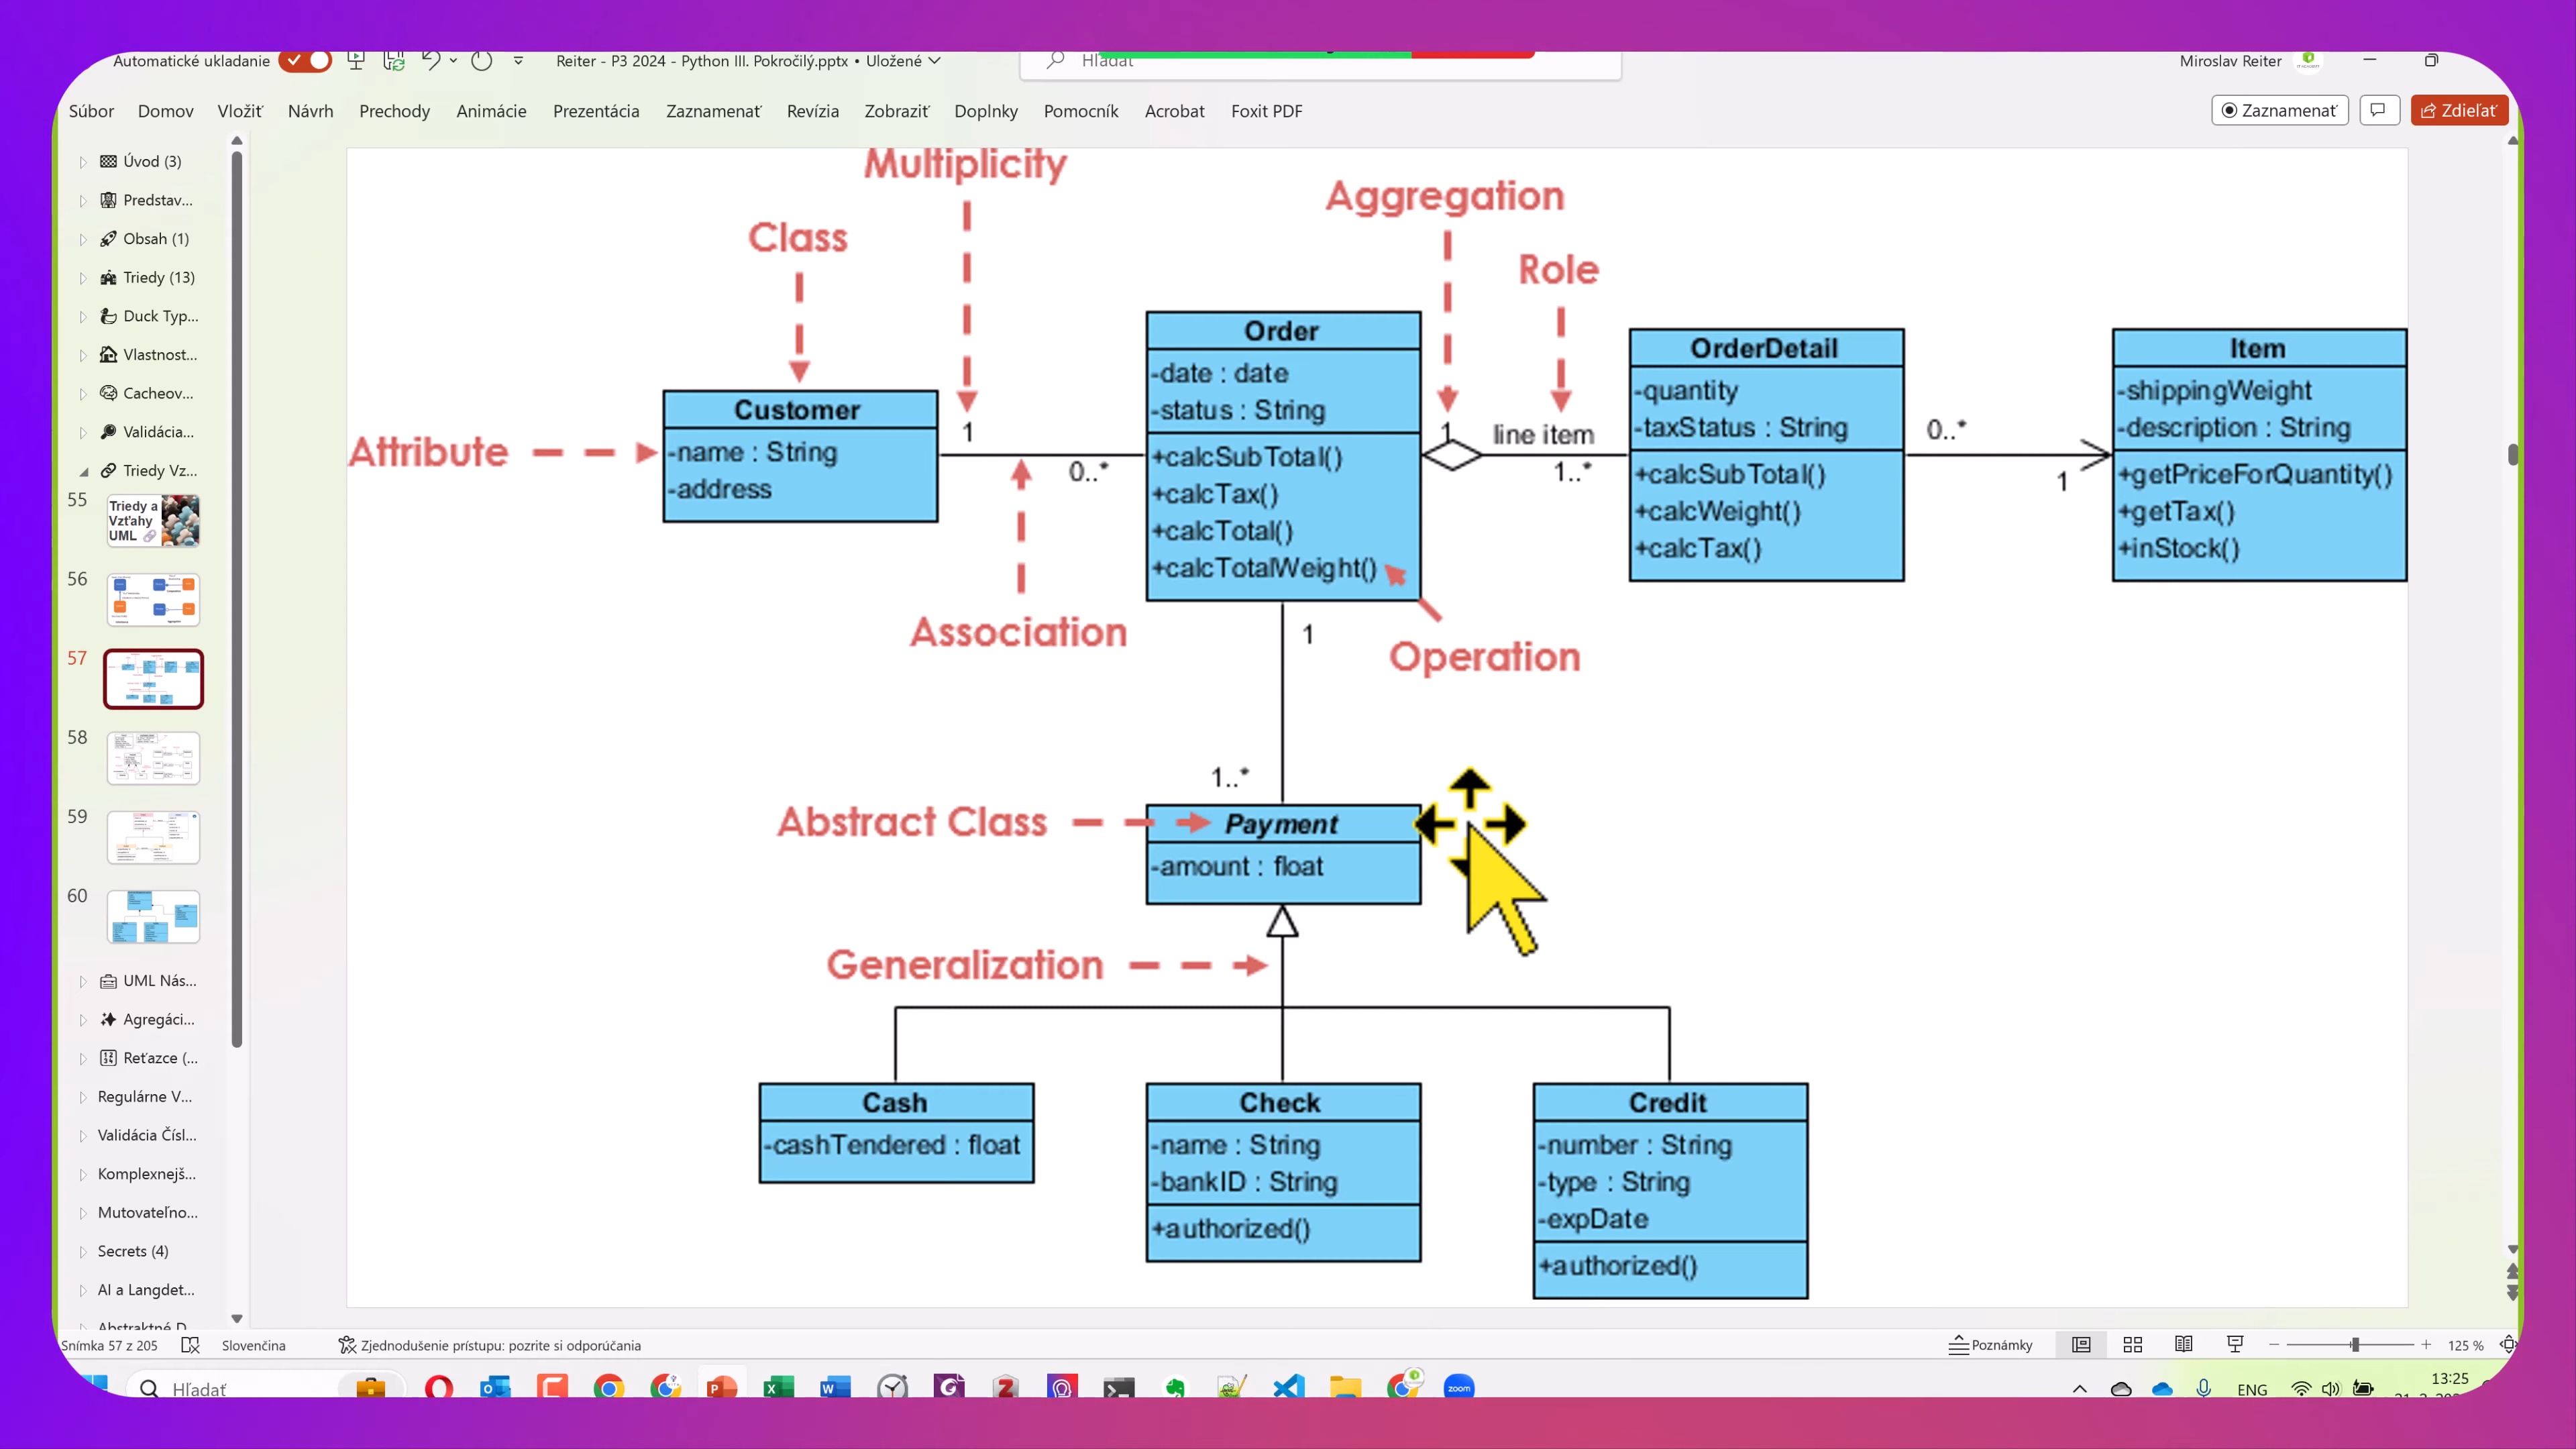 Automatické ukladanie
Reiter - P3 2024 - Python III. Pokročilý.pptx • Uložené
Hľadať
Miroslav Reiter
Súbor
Domov
Vložiť
Návrh
Prechody
Animácie
Prezentácia
Zaznamenať
Revízia
Zobraziť
Doplnky
Pomocník
Acrobat
Foxit PDF
Zaznamenať
Zdieľať
Úvod (3)
Predstav...
Obsah (1)
Triedy (13)
Duck Typ...
Vlastnost...
Cacheov...
Validácia...
Triedy Vz...
55
Triedy a
Vzťahy
UML
56
57
58
59
60
UML Nás...
Agregáci...
Reťazce (...
Regulárne V...
Validácia Čísl...
Komplexnejš...
Mutovateľno...
Secrets (4)
AI a Langdet...
Abstraktné D
Multiplicity
Class
Aggregation
Role
Attribute
Customer
-name : String
-address
1
0..*
Association
Order
-date : date
-status : String
+calcSubTotal()
+calcTax()
+calcTotal()
+calcTotalWeight()
Operation
1
line item
1..*
OrderDetail
-quantity
-taxStatus : String
+calcSubTotal()
+calcWeight()
+calcTax()
0..*
1
Item
-shippingWeight
-description : String
+getPriceForQuantity()
+getTax()
+inStock()
1
1..*
Abstract Class
Payment
-amount : float
Generalization
Cash
-cashTendered : float
Check
-name : String
-bankID : String
+authorized()
Credit
-number : String
-type : String
-expDate
+authorized()
Snímka 57 z 205
Slovenčina
Zjednodušenie prístupu: pozrite si odporúčania
Poznámky
125 %
Hľadať
zoom
ENG
13:25